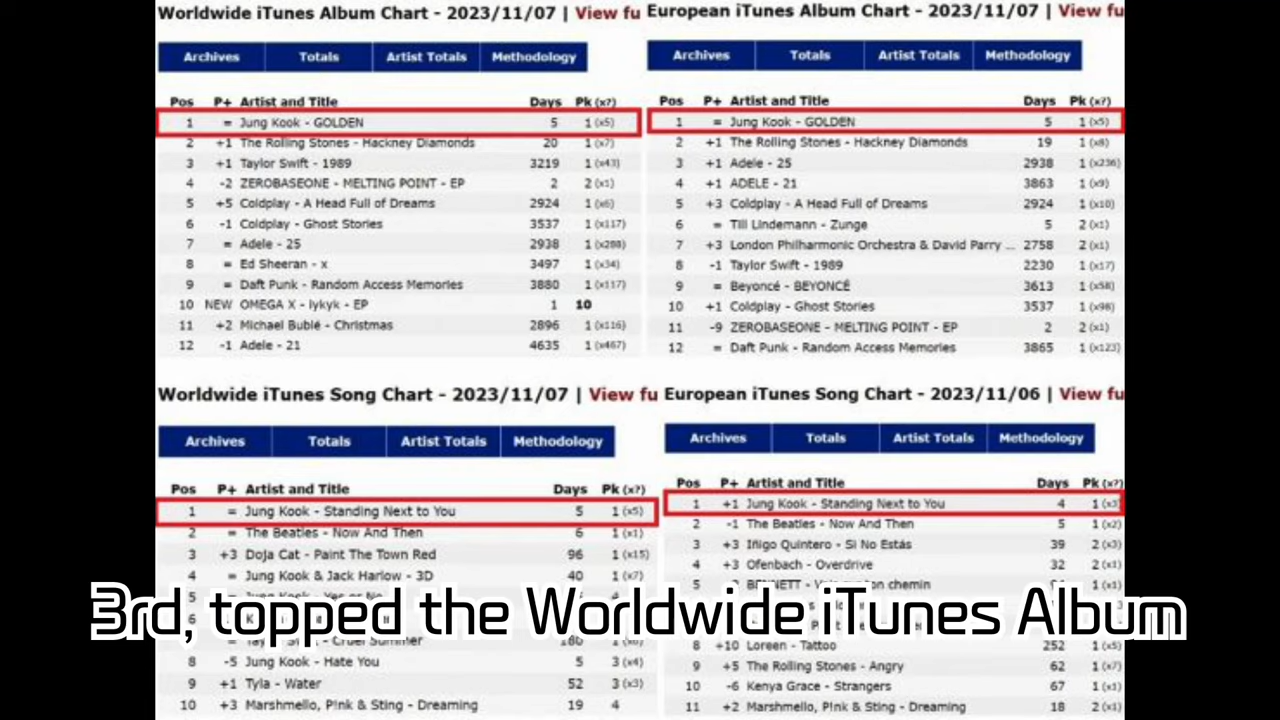 Worldwide iTunes Album Chart - 2023/11/07 | View fu
Archives Totals Artist Totals Methodology
Pos P+ Artist and Title Days Pk (x?)
1 = Jung Kook - GOLDEN 5 1 (x5)
2 +1 The Rolling Stones - Hackney Diamonds 20 1 (x7)
3 +1 Taylor Swift - 1989 3219 1 (x43)
4 -2 ZEROBASEONE - MELTING POINT - EP 2 2 (x1)
5 +5 Coldplay - A Head Full of Dreams 2924 1 (x6)
6 -1 Coldplay - Ghost Stories 3537 1 (x117)
7 = Adele - 25 2938 1 (x288)
8 = Ed Sheeran - x 3497 1 (x34)
9 = Daft Punk - Random Access Memories 3880 1 (x117)
10 NEW OMEGA X - lykyk - EP 1 10
11 +2 Michael Bublé - Christmas 2896 1 (x116)
12 -1 Adele - 21 4635 1 (x467)
European iTunes Album Chart - 2023/11/07 | View fu
Archives Totals Artist Totals Methodology
Pos P+ Artist and Title Days Pk (x?)
1 = Jung Kook - GOLDEN 5 1 (x5)
2 +1 The Rolling Stones - Hackney Diamonds 19 1 (x8)
3 +1 Adele - 25 2938 1 (x236)
4 +1 ADELE - 21 3863 1 (x9)
5 +3 Coldplay - A Head Full of Dreams 2924 1 (x10)
6 = Till Lindemann - Zunge 5 2 (x1)
7 +3 London Philharmonic Orchestra & David Parry ... 2758 2 (x1)
8 -1 Taylor Swift - 1989 2230 1 (x17)
9 = Beyoncé - BEYONCÉ 3613 1 (x58)
10 +1 Coldplay - Ghost Stories 3537 1 (x98)
11 -9 ZEROBASEONE - MELTING POINT - EP 2 2 (x1)
12 = Daft Punk - Random Access Memories 3865 1 (x123)
Worldwide iTunes Song Chart - 2023/11/07 | View fu
Archives Totals Artist Totals Methodology
Pos P+ Artist and Title Days Pk (x?)
1 = Jung Kook - Standing Next to You 5 1 (x5)
2 = The Beatles - Now And Then 6 1 (x1)
3 +3 Doja Cat - Paint The Town Red 96 1 (x15)
4 = Jung Kook & Jack Harlow - 3D 40 1 (x7)
5
8 -5 Jung Kook - Hate You 5 3 (x4)
9 +1 Tyla - Water 52 3 (x3)
10 +3 Marshmello, P!nk & Sting - Dreaming 19 4
European iTunes Song Chart - 2023/11/06 | View fu
Archives Totals Artist Totals Methodology
Pos P+ Artist and Title Days Pk (x?)
1 +1 Jung Kook - Standing Next to You 4 1 (x3)
2 -1 The Beatles - Now And Then 5 1 (x2)
3 +3 Iñigo Quintero - Si No Estás 39 2 (x3)
4 +3 Ofenbach - Overdrive 32 2 (x1)
5 BENNETT - chemin (x1)
8 +10 Loreen - Tattoo 252 1 (x5)
9 +5 The Rolling Stones - Angry 62 1 (x7)
10 -6 Kenya Grace - Strangers 67 1 (x1)
11 +2 Marshmello, P!nk & Sting - Dreaming 18 2 (x1)
3rd, topped the Worldwide iTunes Album